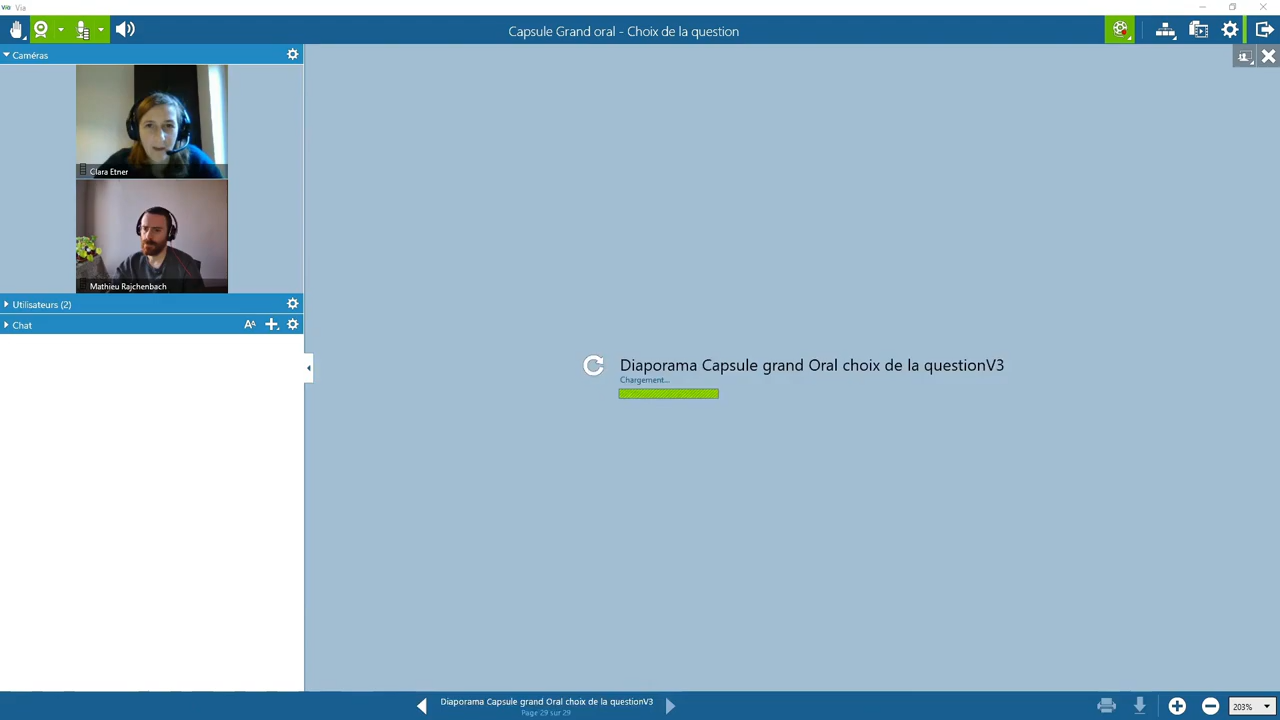 Via
Via
Capsule Grand oral - Choix de la question
Caméras
Clara Etner
Mathieu Rajchenbach
Utilisateurs (2)
Chat
AA
Diaporama Capsule grand Oral choix de la questionV3
Chargement...
Diaporama Capsule grand Oral choix de la questionV3
Page 29 sur 29
203%